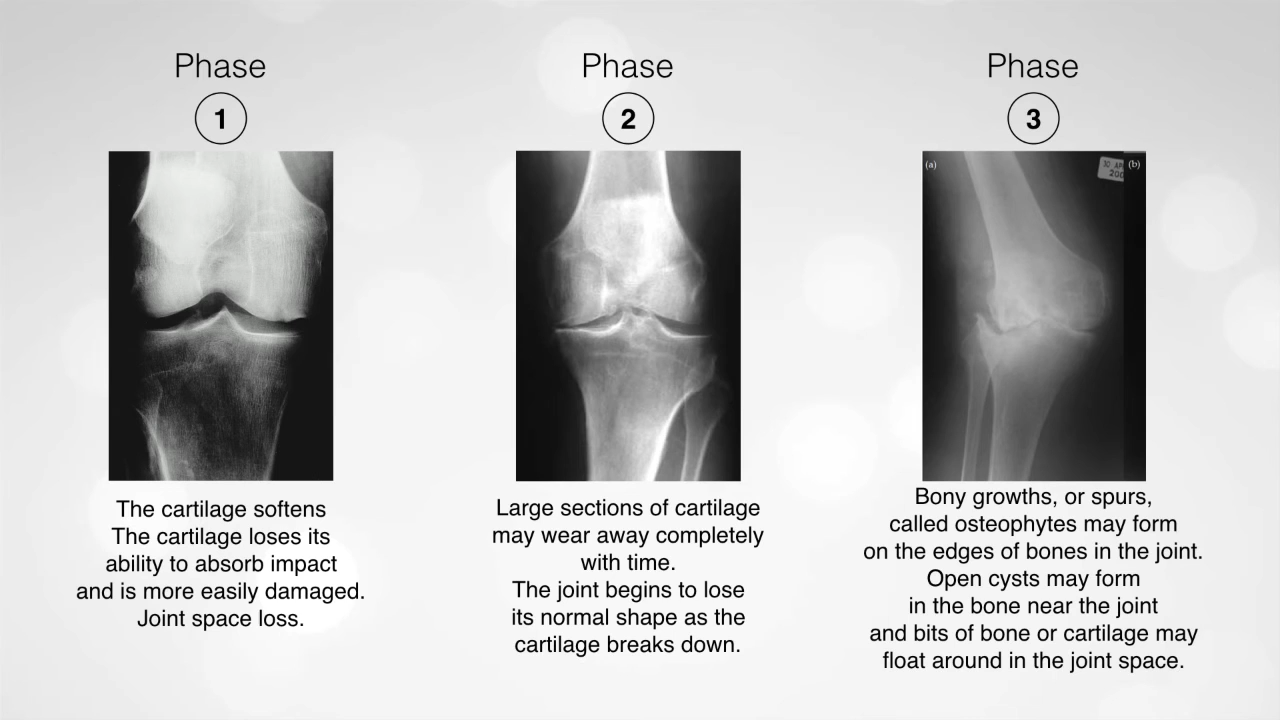 Phase
1
The cartilage softens
The cartilage loses its
ability to absorb impact
and is more easily damaged.
Joint space loss.
Phase
2
Large sections of cartilage
may wear away completely
with time.
The joint begins to lose
its normal shape as the
cartilage breaks down.
Phase
3
(a)
(b)
Bony growths, or spurs,
called osteophytes may form
on the edges of bones in the joint.
Open cysts may form
in the bone near the joint
and bits of bone or cartilage may
float around in the joint space.